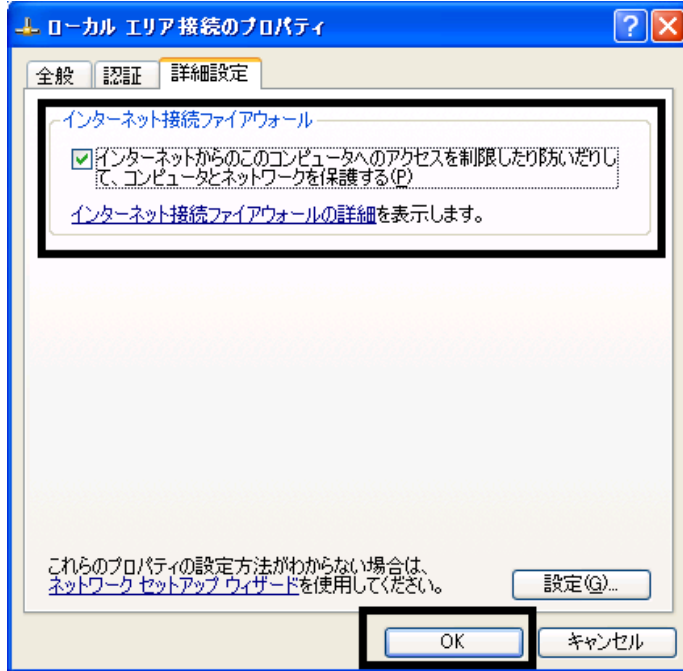 ローカル エリア接続のプロパティ
全般 認証 詳細設定
インターネット接続ファイアウォール
インターネットからのこのコンピュータへのアクセスを制限したり防いだりし
て、コンピュータとネットワークを保護する(P)
インターネット接続ファイアウォールの詳細を表示します。
これらのプロパティの設定方法がわからない場合は、
ネットワーク セットアップ ウィザードを使用してください。
設定(G)...
OK キャンセル